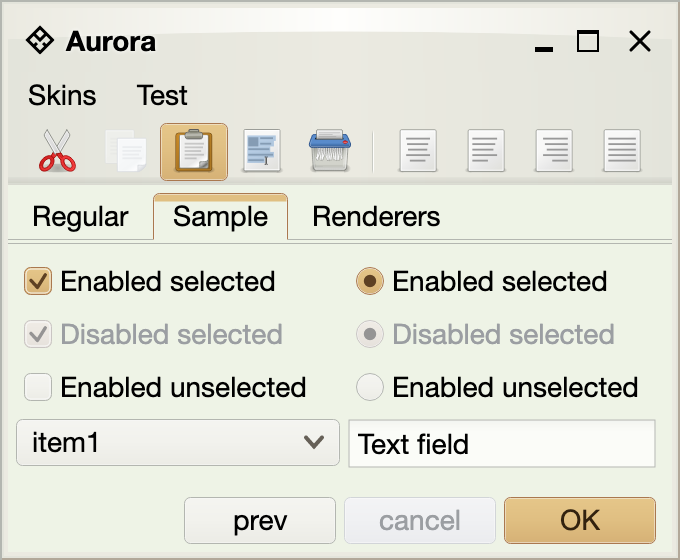 Aurora
Skins Test
Regular Sample Renderers
Enabled selected Enabled selected
Disabled selected Disabled selected
Enabled unselected Enabled unselected
item1 Text field
prev cancel OK